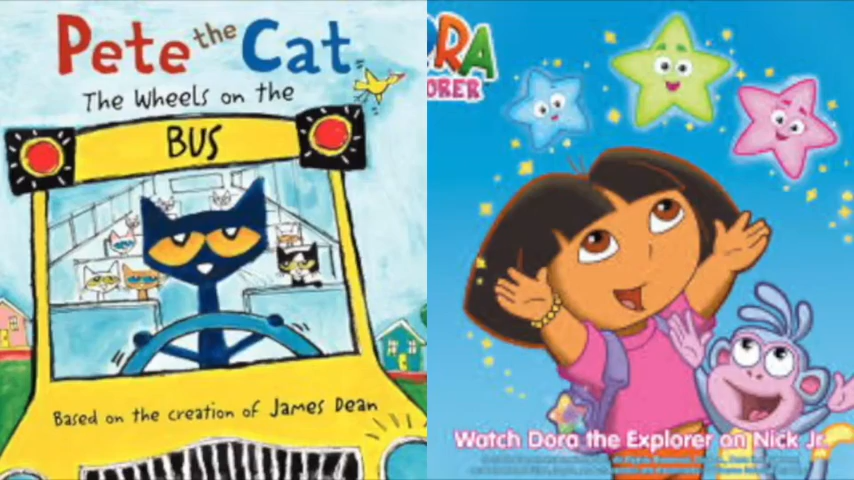 Pete the Cat
The Wheels on the
BUS
Based on the creation of James Dean
ORA
ORER
Watch Dora the Explorer on Nick Jr